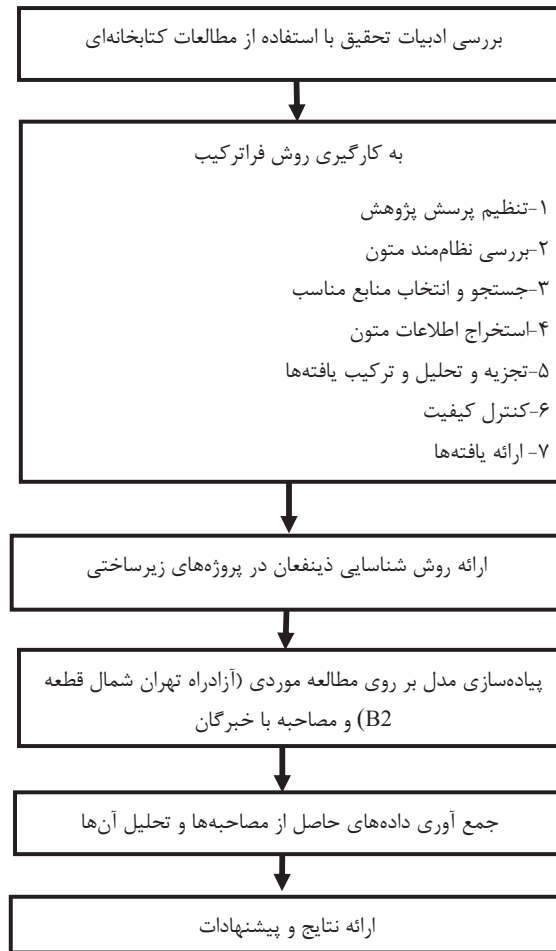 بررسی ادبیات تحقیق با استفاده از مطالعات کتابخانه‌ای
به کارگیری روش فراترکیب
۱-تنظیم پرسش پژوهش
۲-بررسی نظام‌مند متون
۳-جستجو و انتخاب منابع مناسب
۴-استخراج اطلاعات متون
۵-تجزیه و تحلیل و ترکیب یافته‌ها
۶-کنترل کیفیت
۷- ارائه یافته‌ها
ارائه روش شناسایی ذینفعان در پروژه‌های زیرساختی
پیاده‌سازی مدل بر روی مطالعه موردی (آزادراه تهران شمال قطعه
B2) و مصاحبه با خبرگان
جمع آوری داده‌های حاصل از مصاحبه‌ها و تحلیل آن‌ها
ارائه نتایج و پیشنهادات